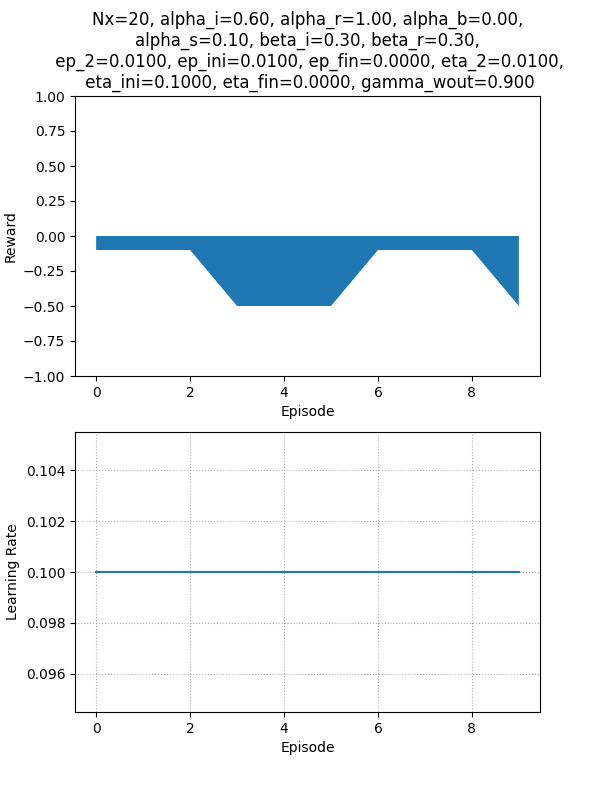 Nx=20, alpha_i=0.60, alpha_r=1.00, alpha_b=0.00,
alpha_s=0.10, beta_i=0.30, beta_r=0.30,
ep_2=0.0100, ep_ini=0.0100, ep_fin=0.0000, eta_2=0.0100,
eta_ini=0.1000, eta_fin=0.0000, gamma_wout=0.900
1.00
0.75
0.50
0.25
0.00
−0.25
−0.50
−0.75
−1.00
Reward
0 2 4 6 8
Episode
0.104
0.102
0.100
0.098
0.096
Learning Rate
0 2 4 6 8
Episode